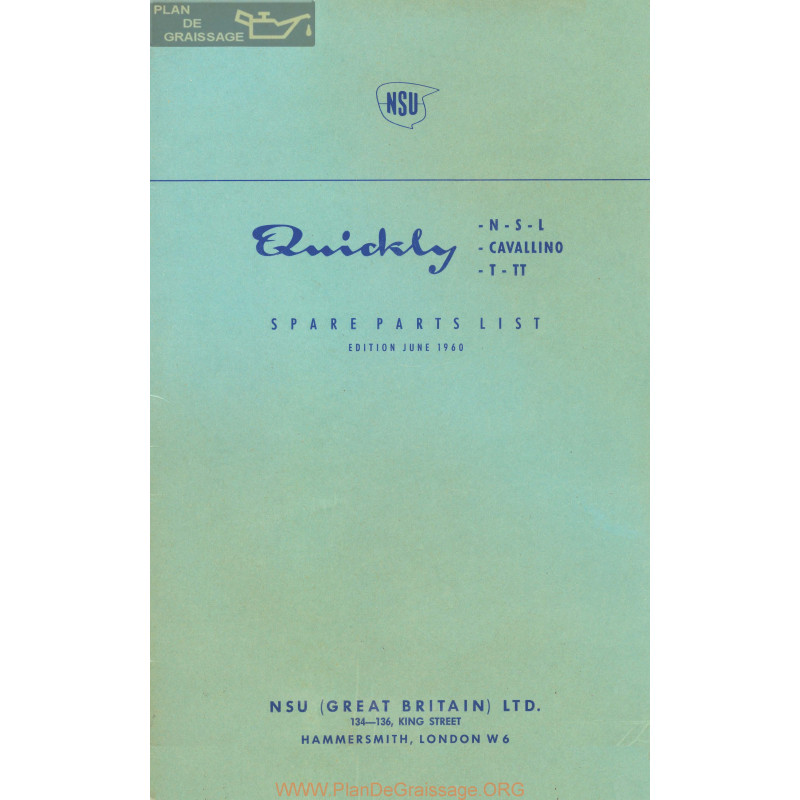 PLAN
DE
GRAISSAGE
NSU
Quickly
- N - S - L
- CAVALLINO
- T - TT
SPARE PARTS LIST
EDITION JUNE 1960
NSU (GREAT BRITAIN) LTD.
134—136, KING STREET
HAMMERSMITH, LONDON W 6
www.PlanDeGraissage.ORG